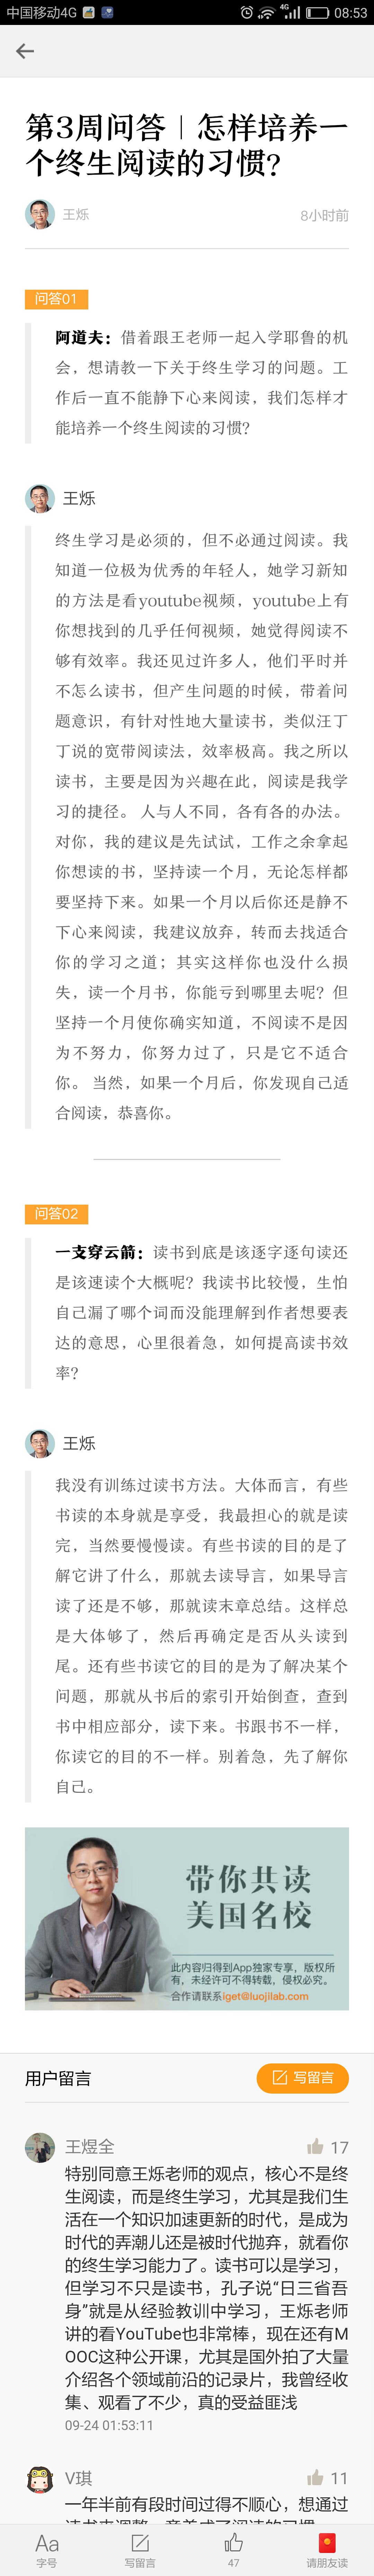 中国移动4G 4G 08:53
第3周问答｜怎样培养一
个终生阅读的习惯?
王烁 8小时前
问答01
阿道夫：借着跟王老师一起入学耶鲁的机
会，想请教一下关于终生学习的问题。工
作后一直不能静下心来阅读，我们怎样才
能培养一个终生阅读的习惯?
王烁
终生学习是必须的，但不必通过阅读。我
知道一位极为优秀的年轻人，她学习新知
的方法是看youtube视频，youtube上有
你想找到的几乎任何视频，她觉得阅读不
够有效率。我还见过许多人，他们平时并
不怎么读书，但产生问题的时候，带着问
题意识，有针对性地大量读书，类似汪丁
丁说的宽带阅读法，效率极高。我之所以
读书，主要是因为兴趣在此，阅读是我学
习的捷径。 人与人不同，各有各的办法。
对你，我的建议是先试试，工作之余拿起
你想读的书，坚持读一个月，无论怎样都
要坚持下来。如果一个月以后你还是静不
下心来阅读，我建议放弃，转而去找适合
你的学习之道；其实这样你也没什么损
失，读一个月书，你能亏到哪里去呢？但
坚持一个月使你确实知道，不阅读不是因
为不努力，你努力过了，只是它不适合
你。 当然，如果一个月后，你发现自己适
合阅读，恭喜你。
问答02
一支穿云箭：读书到底是该逐字逐句读还
是该速读个大概呢？我读书比较慢，生怕
自己漏了哪个词而没能理解到作者想要表
达的意思，心里很着急，如何提高读书效
率?
王烁
我没有训练过读书方法。大体而言，有些
书读的本身就是享受，我最担心的就是读
完，当然要慢慢读。有些书读的目的是了
解它讲了什么，那就去读导言，如果导言
读了还是不够，那就读末章总结。这样总
是大体够了，然后再确定是否从头读到
尾。还有些书读它的目的是为了解决某个
问题，那就从书后的索引开始倒查，查到
书中相应部分，读下来。书跟书不一样，
你读它的目的不一样。别着急，先了解你
自己。
带你共读
美国名校
此内容归得到App独家专享，版权所
有，未经许可不得转载，侵权必究。
合作请联系iget@luojilab.com
用户留言 写留言
王煜全 17
特别同意王烁老师的观点，核心不是终
生阅读，而是终生学习，尤其是我们生
活在一个知识加速更新的时代，是成为
时代的弄潮儿还是被时代抛弃，就看你
的终生学习能力了。读书可以是学习，
但学习不只是读书，孔子说“日三省吾
身”就是从经验教训中学习，王烁老师
讲的看YouTube也非常棒，现在还有M
OOC这种公开课，尤其是国外拍了大量
介绍各个领域前沿的记录片，我曾经收
集、观看了不少，真的受益匪浅
09-24 01:53:11
V琪 11
一年半前有段时间过得不顺心，想通过
Aa
字号 写留言 47 请朋友读